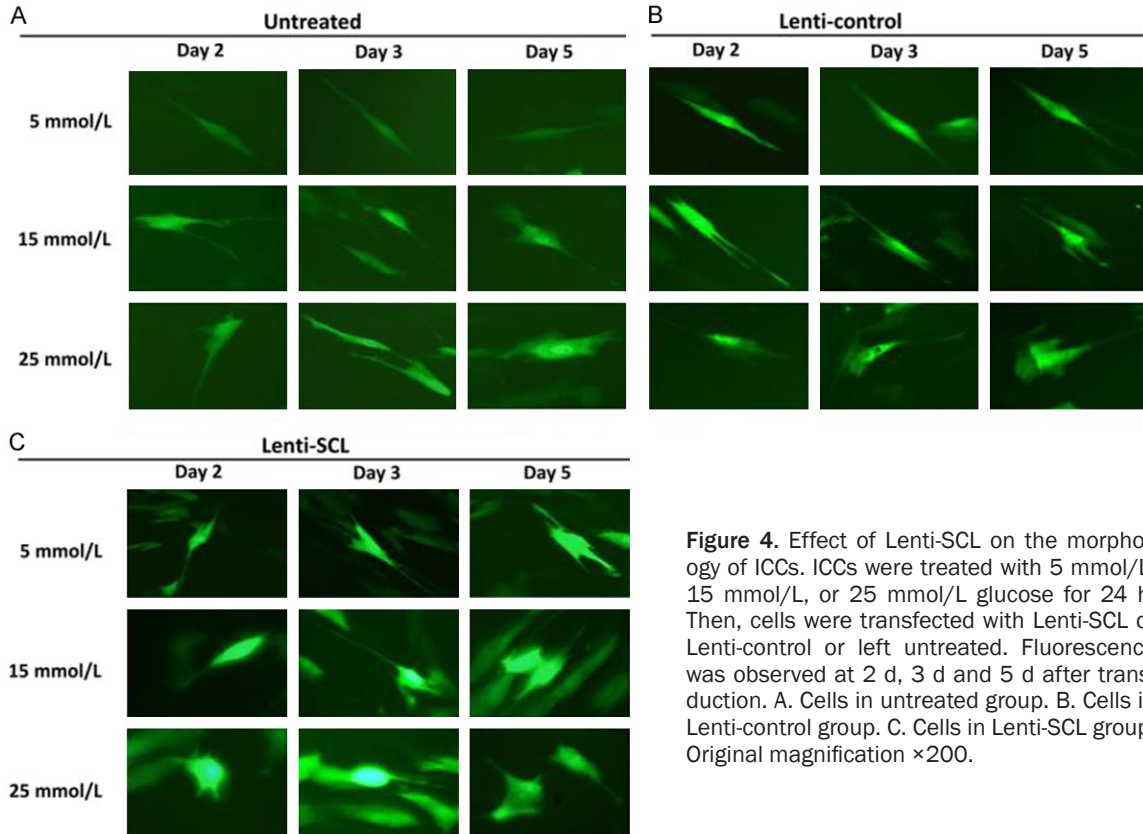 A
Untreated
Day 2 Day 3 Day 5
5 mmol/L
15 mmol/L
25 mmol/L
B
Lenti-control
Day 2 Day 3 Day 5
C
Lenti-SCL
Day 2 Day 3 Day 5
5 mmol/L
15 mmol/L
25 mmol/L
Figure 4. Effect of Lenti-SCL on the morphol-
ogy of ICCs. ICCs were treated with 5 mmol/L,
15 mmol/L, or 25 mmol/L glucose for 24 h.
Then, cells were transfected with Lenti-SCL o
Lenti-control or left untreated. Fluorescenc
was observed at 2 d, 3 d and 5 d after trans
duction. A. Cells in untreated group. B. Cells i
Lenti-control group. C. Cells in Lenti-SCL group
Original magnification ×200.